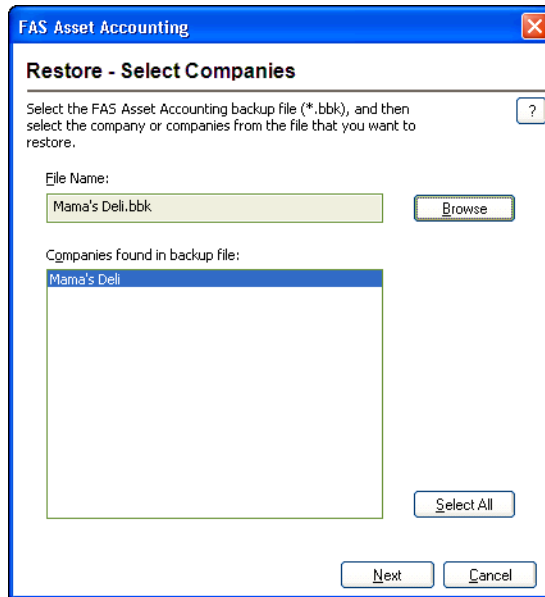 FAS Asset Accounting
Restore - Select Companies
Select the FAS Asset Accounting backup file (*.bbk), and then
select the company or companies from the file that you want to
restore.
?
File Name:
Mama's Deli.bbk
Browse
Companies found in backup file:
Mama's Deli
Select All
Next
Cancel